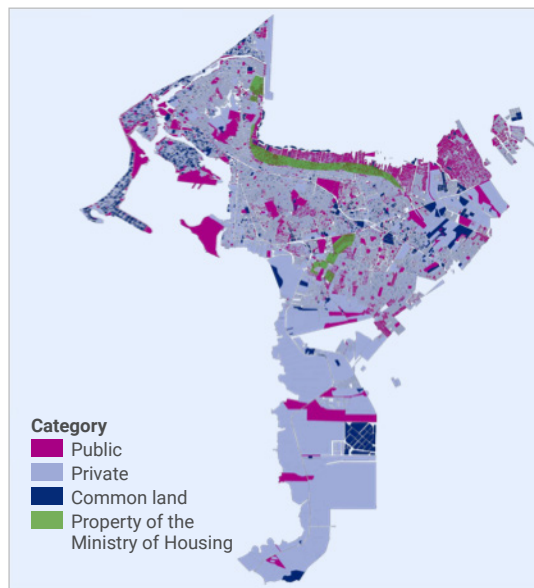 Category
Public
Private
Common land
Property of the
Ministry of Housing